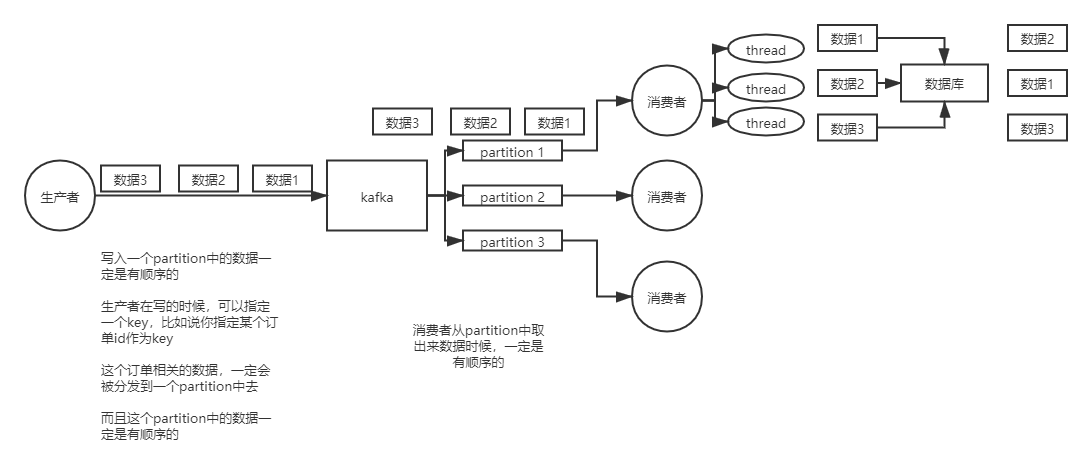 生产者
数据3
数据2
数据1
kafka
数据3
数据2
数据1
partition 1
partition 2
partition 3
消费者
消费者
消费者
thread
thread
thread
数据1
数据2
数据3
数据库
数据2
数据1
数据3
写入一个partition中的数据一
定是有顺序的
生产者在写的时候，可以指定
一个key，比如说你指定某个订
单id作为key
这个订单相关的数据，一定会
被分发到一个partition中去
而且这个partition中的数据一
定是有顺序的
消费者从partition中取
出来数据时候，一定是
有顺序的